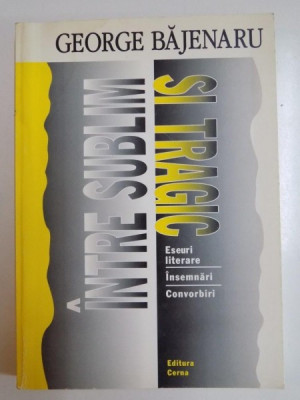 GEORGE BĂJENARU
ÎNTRE SUBLIM
ȘI TRAGIC
Eseuri
literare
Însemnări
Convorbiri
Editura
Cerna